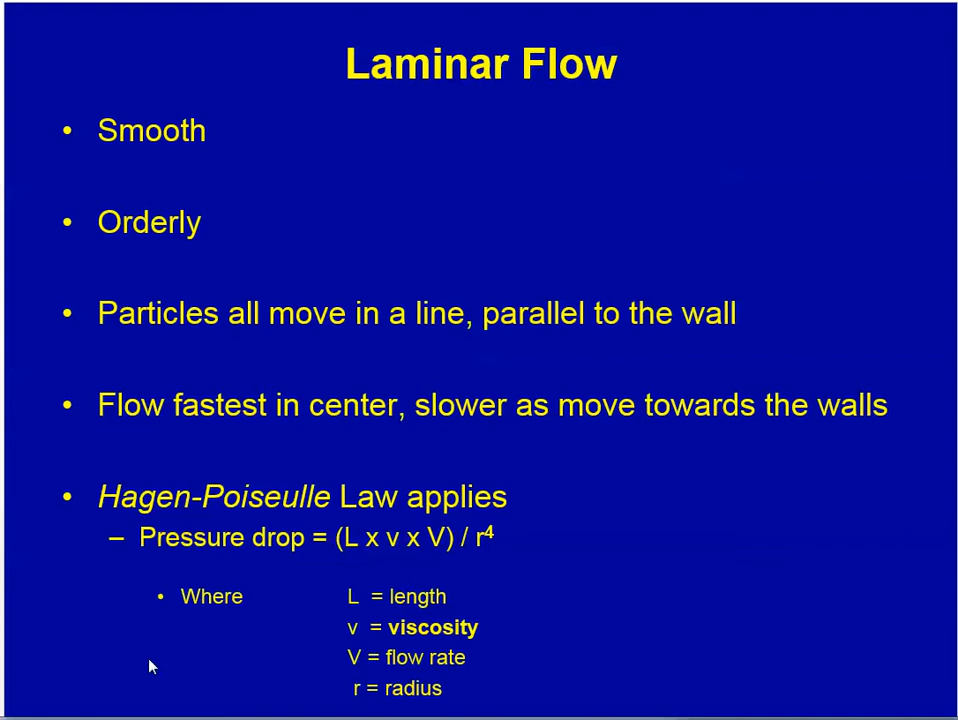 Laminar Flow
• Smooth
• Orderly
• Particles all move in a line, parallel to the wall
• Flow fastest in center, slower as move towards the walls
• Hagen-Poiseulle Law applies
– Pressure drop = (L x v x V) / r⁴
• Where L = length
v = viscosity
V = flow rate
r = radius